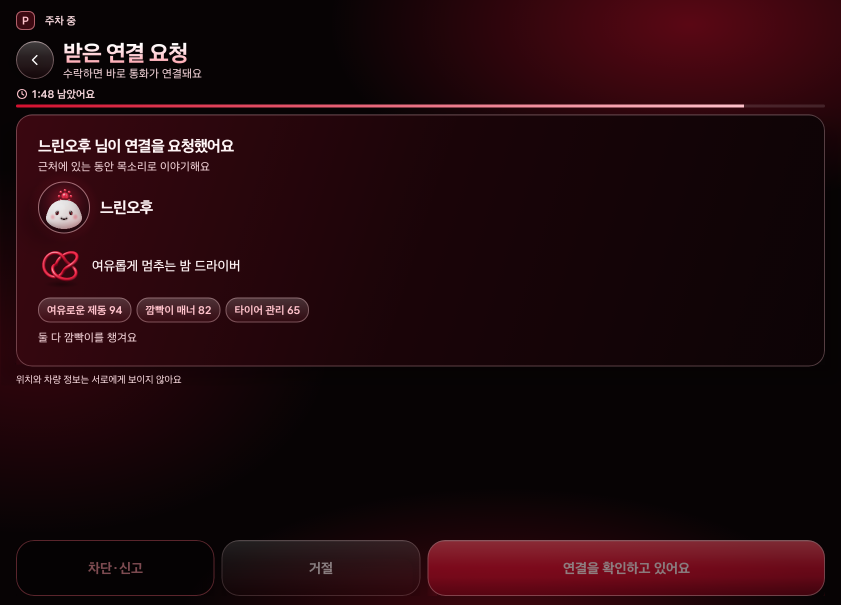 P 주차 중
받은 연결 요청
수락하면 바로 통화가 연결돼요
1:48 남았어요
느린오후 님이 연결을 요청했어요
근처에 있는 동안 목소리로 이야기해요
느린오후
여유롭게 멈추는 밤 드라이버
여유로운 제동 94 깜빡이 매너 82 타이어 관리 65
둘 다 깜빡이를 챙겨요
위치와 차량 정보는 서로에게 보이지 않아요
차단·신고 거절 연결을 확인하고 있어요